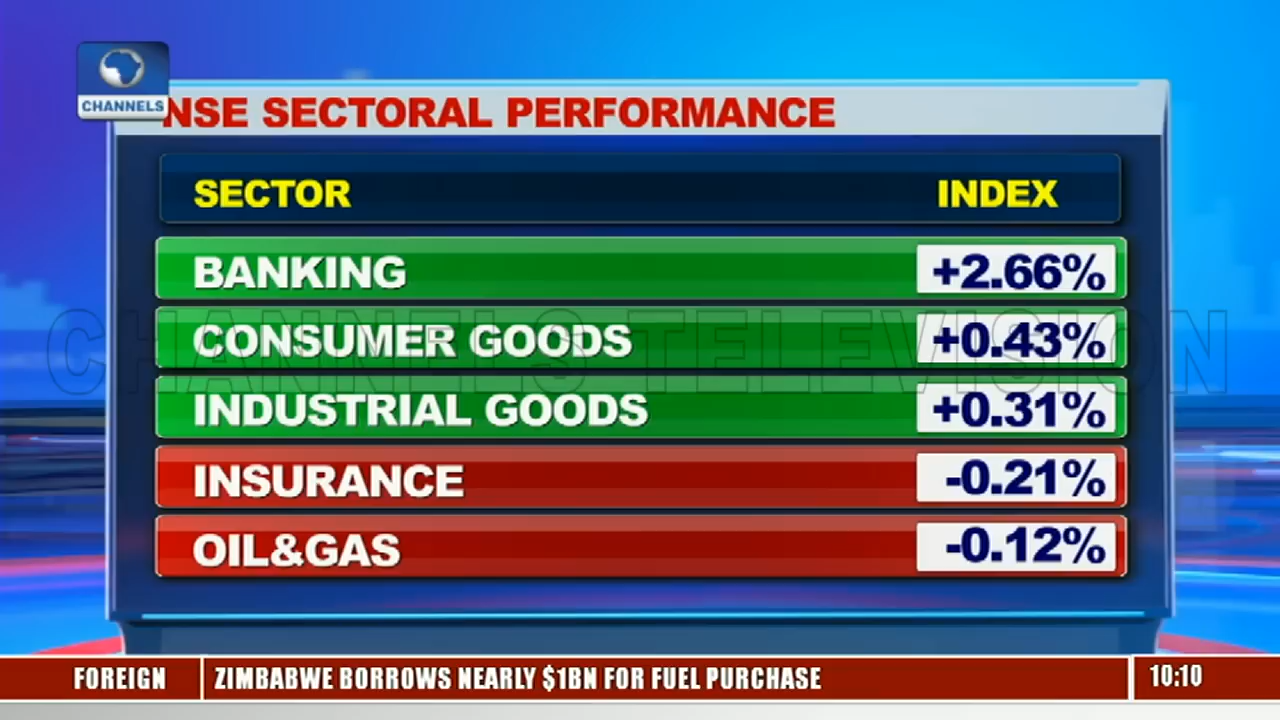 CHANNELS
NSE SECTORAL PERFORMANCE
SECTOR INDEX
BANKING +2.66%
CONSUMER GOODS +0.43%
CHANNELS TELEVISION
INDUSTRIAL GOODS +0.31%
INSURANCE -0.21%
OIL&GAS -0.12%
FOREIGN ZIMBABWE BORROWS NEARLY $1BN FOR FUEL PURCHASE 10:10